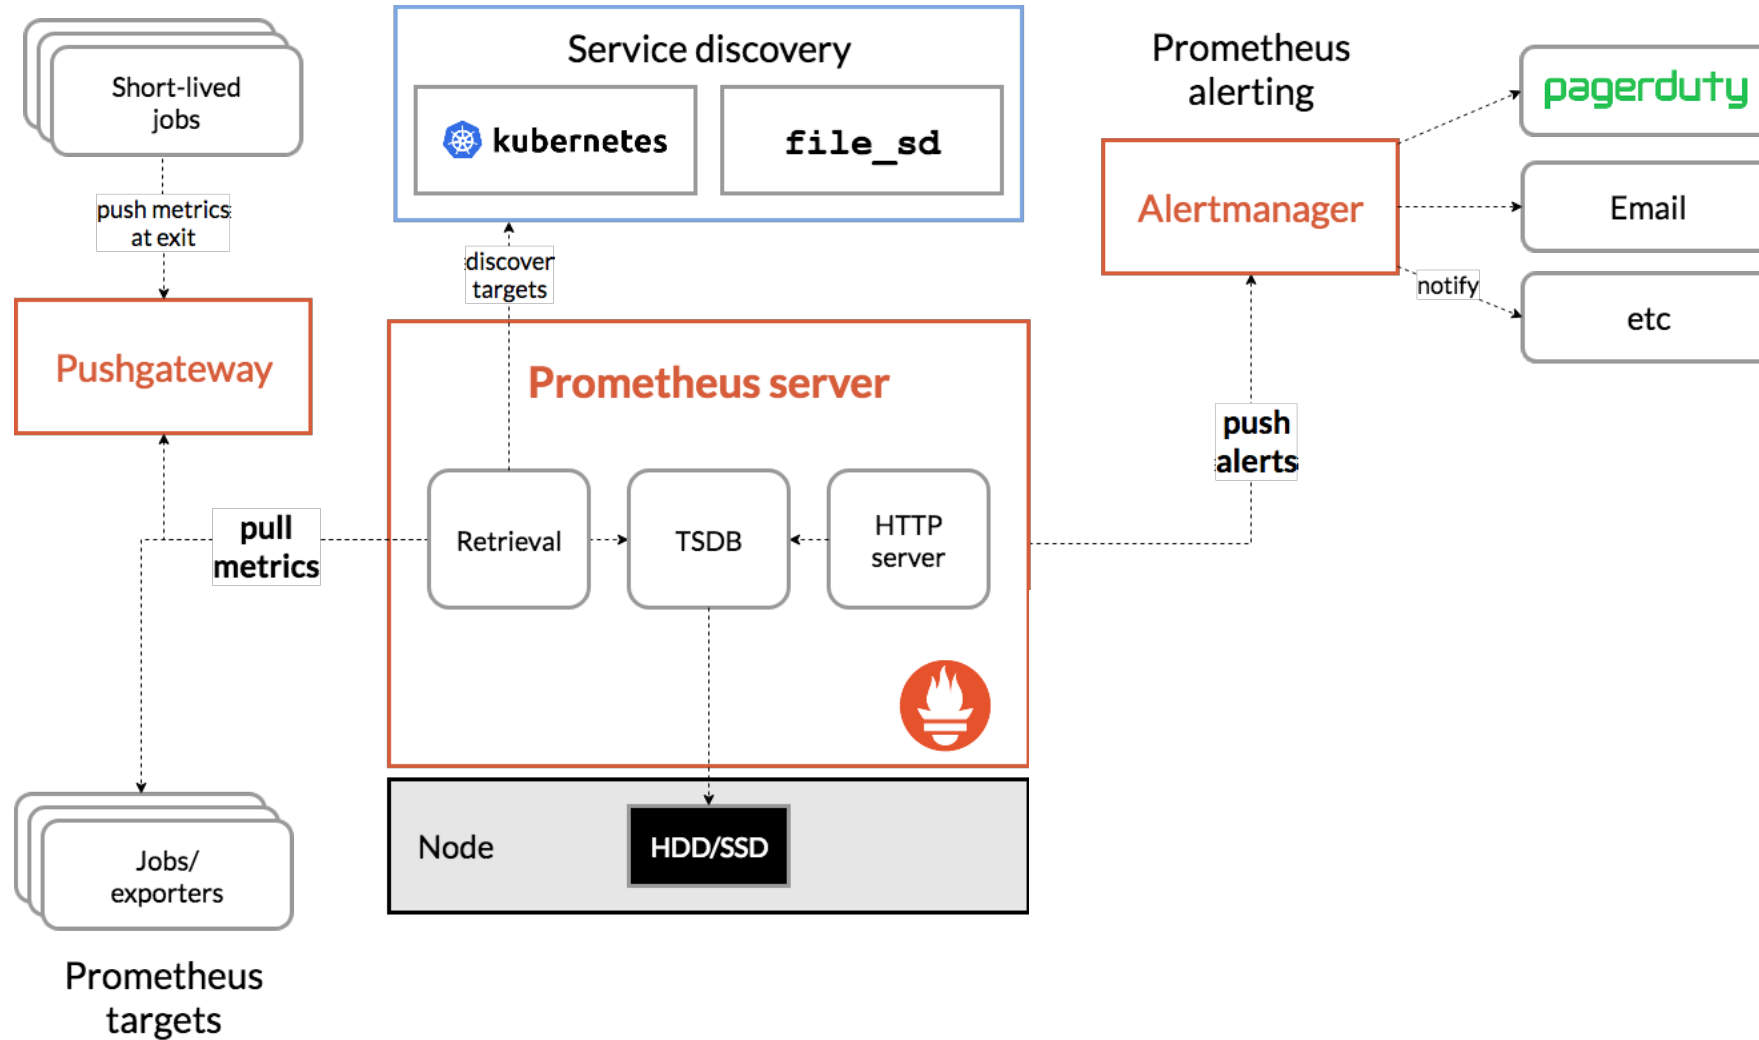 Short-lived
jobs
push metrics
at exit
Pushgateway
pull
metrics
Jobs/
exporters
Prometheus
targets
Service discovery
kubernetes
file_sd
discover
targets
Prometheus server
Retrieval
TSDB
HTTP
server
Node
HDD/SSD
Prometheus
alerting
Alertmanager
push
alerts
notify
pagerduty
Email
etc